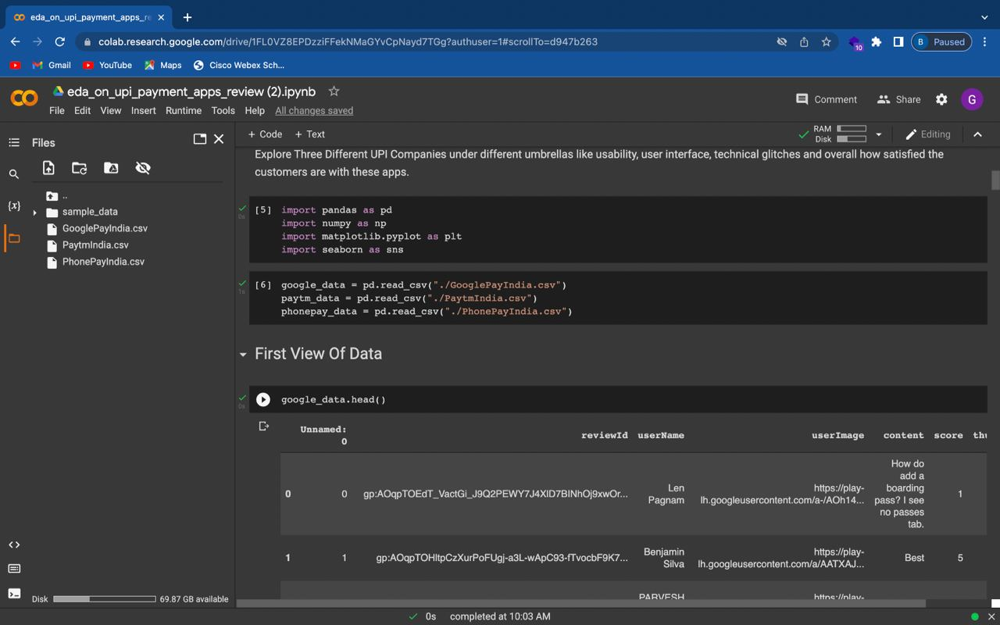 eda_on_upi_payment_apps_re
colab.research.google.com/drive/1FL0VZ8EPDzziFFekNMaGYvCpNayd7TGg?authuser=1#scrollTo=d947b263
10
B Paused
Gmail YouTube Maps Cisco Webex Sch...
eda_on_upi_payment_apps_review (2).ipynb
File Edit View Insert Runtime Tools Help All changes saved
Comment Share G
Files
+ Code + Text
RAM
Disk
Editing
..
sample_data
GooglePayIndia.csv
PaytmIndia.csv
PhonePayIndia.csv
Disk 69.87 GB available
Explore Three Different UPI Companies under different umbrellas like usability, user interface, technical glitches and overall how satisfied the
customers are with these apps.
0s
[5] import pandas as pd
import numpy as np
import matplotlib.pyplot as plt
import seaborn as sns
1s
[6] google_data = pd.read_csv("./GooglePayIndia.csv")
paytm_data = pd.read_csv("./PaytmIndia.csv")
phonepay_data = pd.read_csv("./PhonePayIndia.csv")
First View Of Data
0s
google_data.head()
Unnamed: 0 reviewId userName userImage content score thu
0 0 gp:AOqpTOEdT_VactGi_J9Q2PEWY7J4XlD7BINhOj9xwOr... Len Pagnam https://play-lh.googleusercontent.com/a-/AOh14... How do add a boarding pass? I see no passes tab. 1
1 1 gp:AOqpTOHltpCzXurPoFUgj-a3L-wApC93-fTvocbF9K7... Benjamin Silva https://play-lh.googleusercontent.com/a/AATXAJ... Best 5
PARVESH https://play-
0s completed at 10:03 AM